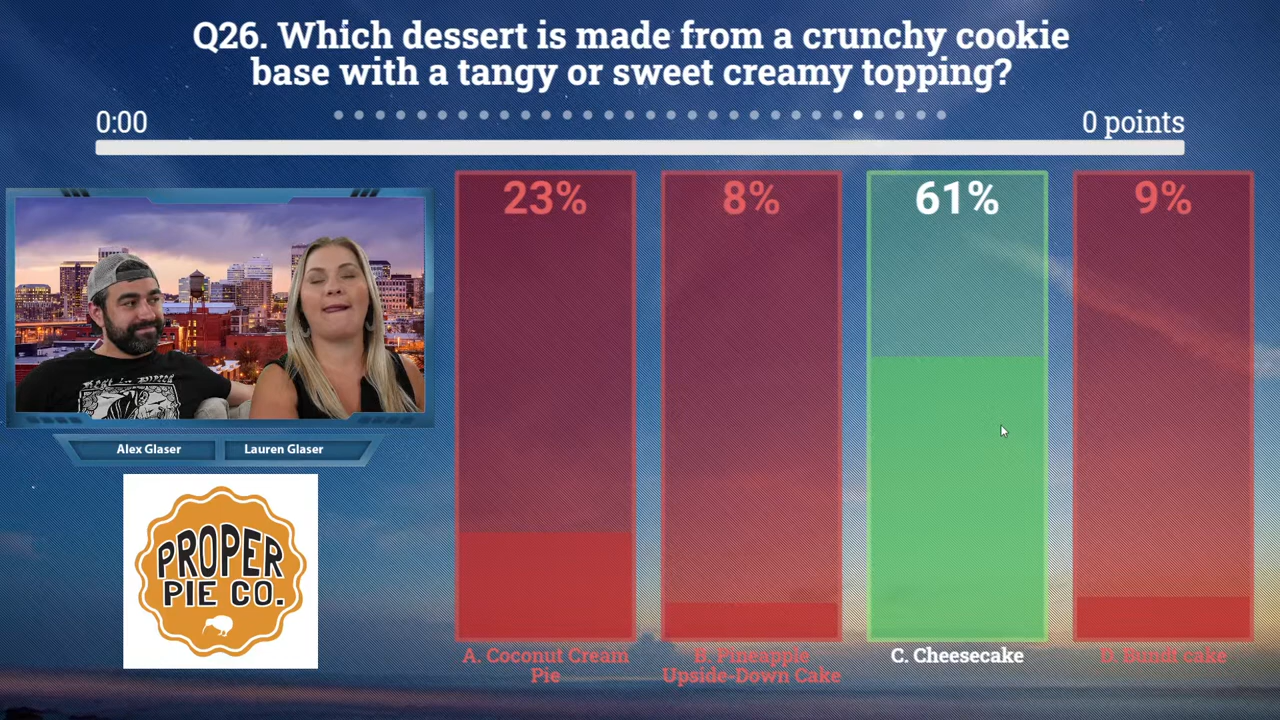 Q26. Which dessert is made from a crunchy cookie
base with a tangy or sweet creamy topping?
0:00
0 points
23%
8%
61%
9%
Alex Glaser
Lauren Glaser
PROPER
PIE CO.
A. Coconut Cream
Pie
B. Pineapple
Upside-Down Cake
C. Cheesecake
D. Bundt cake